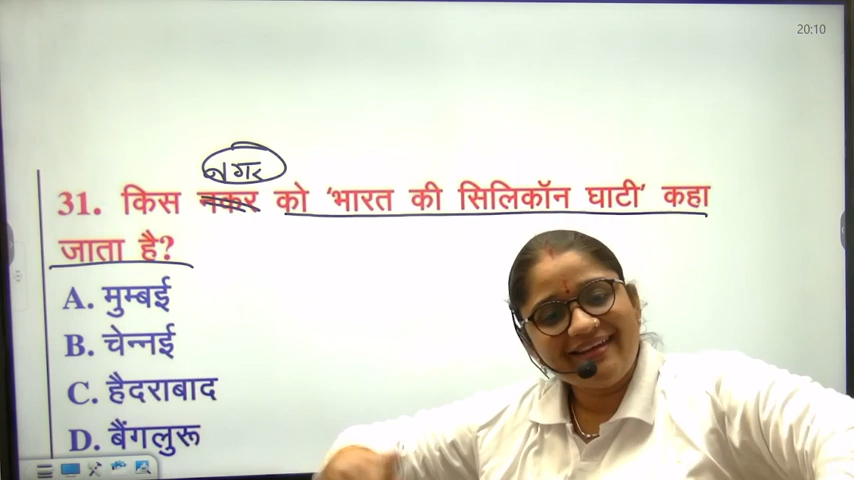 20:10
नगर
31. किस नकर को ‘भारत की सिलिकॉन घाटी’ कहा
जाता है?
A. मुम्बई
B. चेन्नई
C. हैदराबाद
D. बैंगलुरू